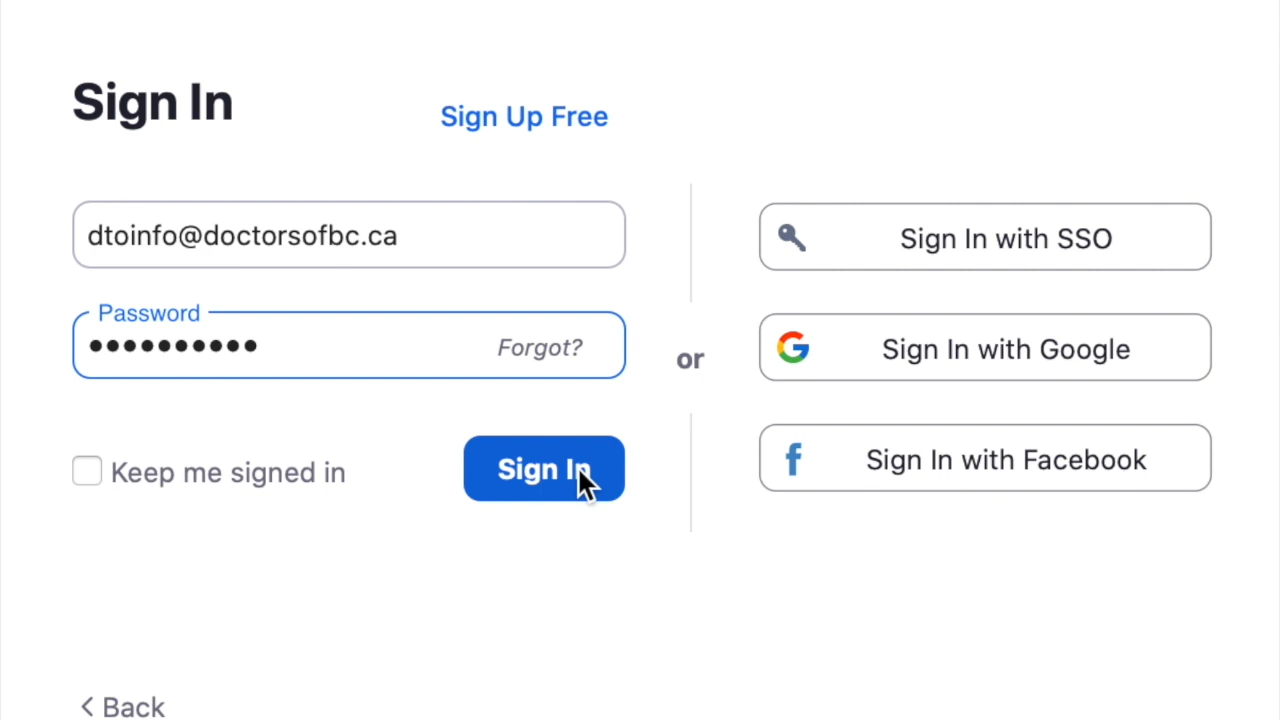 Sign In
Sign Up Free
dtoinfo@doctorsofbc.ca
Password
Forgot?
Keep me signed in
Sign In
or
Sign In with SSO
Sign In with Google
Sign In with Facebook
Back